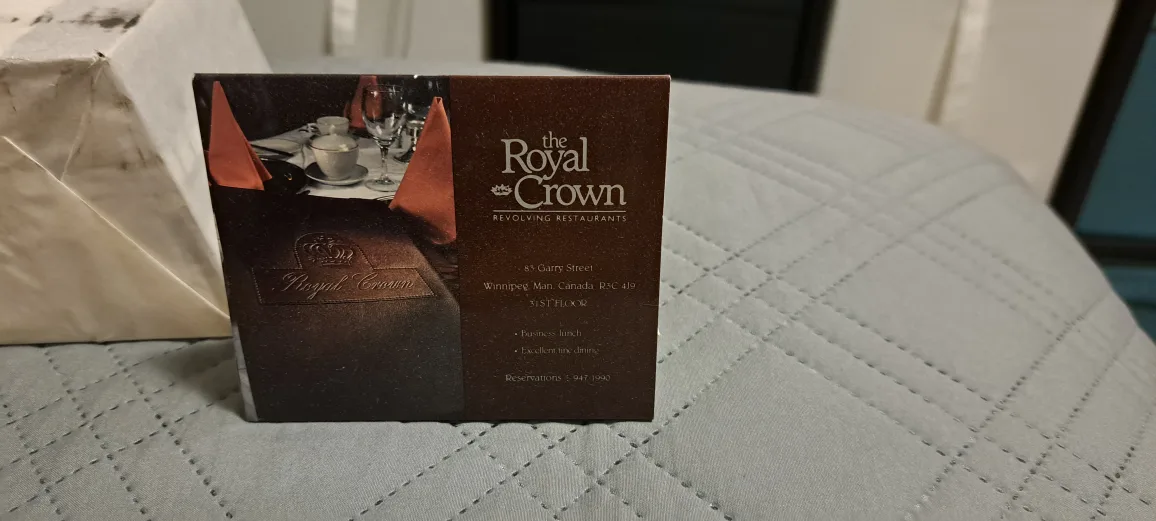 Royal Crown
the
Royal
Crown
REVOLVING RESTAURANTS
83 Garry Street
Winnipeg, Man. Canada R3C 4J9
31ST FLOOR
• Business lunch
• Excellent fine dining
Reservations 947-1990